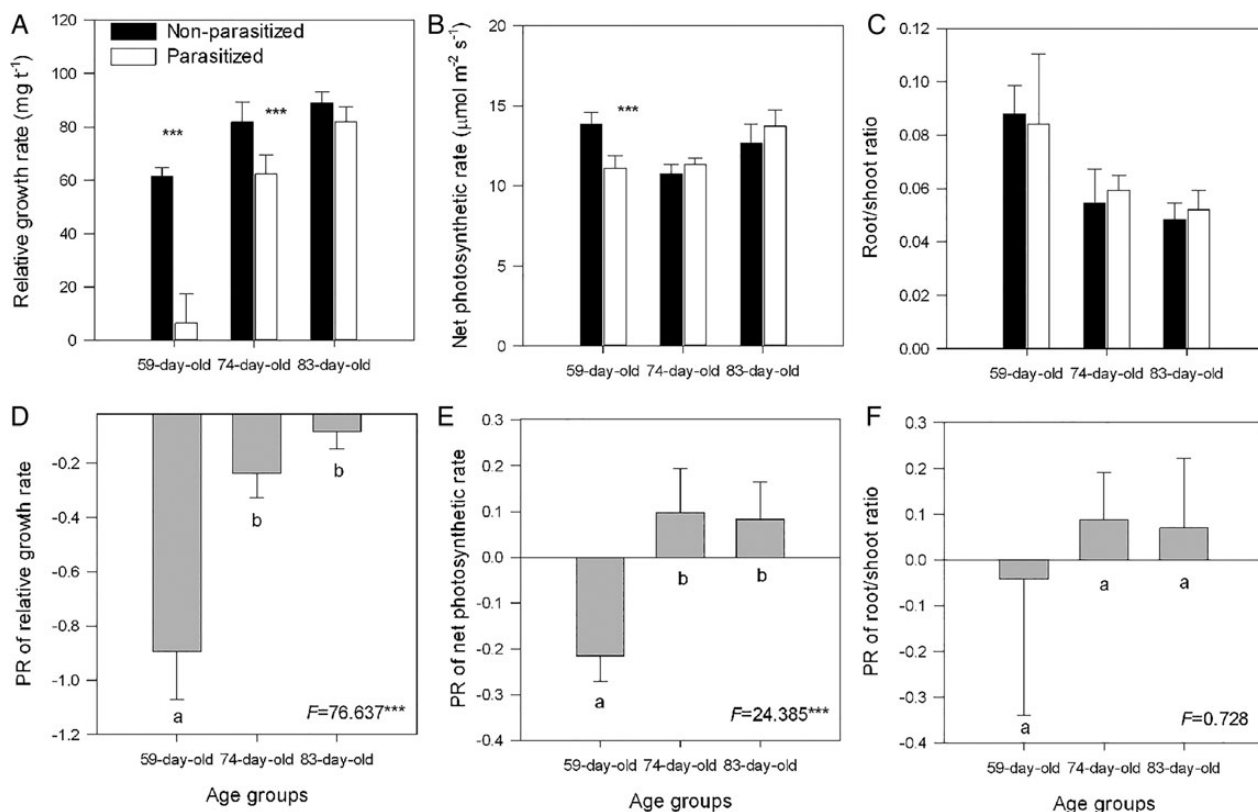 A
Relative growth rate (mg t⁻¹)
120
100
80
60
40
20
0
Non-parasitized
Parasitized
***
***
59-day-old 74-day-old 83-day-old
B
Net photosynthetic rate (μmol m⁻² s⁻¹)
20
15
10
5
0
***
59-day-old 74-day-old 83-day-old
C
Root/shoot ratio
0.12
0.10
0.08
0.06
0.04
0.02
0.00
59-day-old 74-day-old 83-day-old
D
PR of relative growth rate
-0.2
-0.4
-0.6
-0.8
-1.0
-1.2
a
b
b
F=76.637***
59-day-old 74-day-old 83-day-old
Age groups
E
PR of net photosynthetic rate
0.3
0.2
0.1
0.0
-0.1
-0.2
-0.3
-0.4
a
b
b
F=24.385***
59-day-old 74-day-old 83-day-old
Age groups
F
PR of root/shoot ratio
0.3
0.2
0.1
0.0
-0.1
-0.2
-0.3
-0.4
a
a
a
F=0.728
59-day-old 74-day-old 83-day-old
Age groups